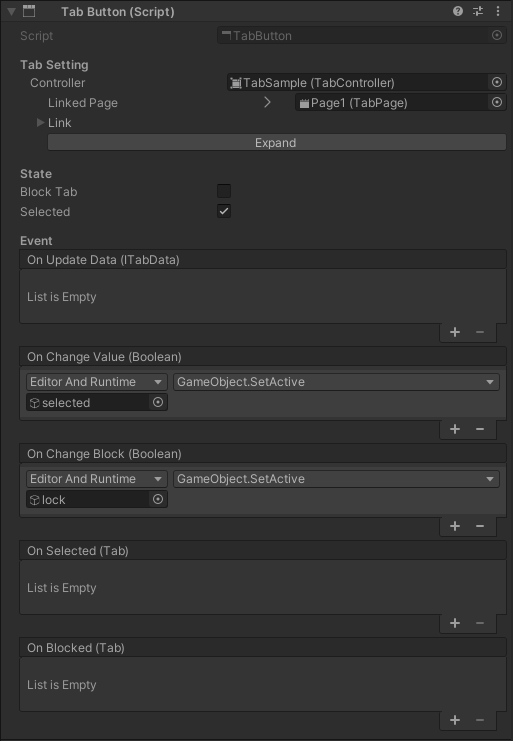 Tab Button (Script)
Script TabButton
Tab Setting
Controller TabSample (TabController)
Linked Page Page1 (TabPage)
Link
Expand
State
Block Tab
Selected
Event
On Update Data (ITabData)
List is Empty
On Change Value (Boolean)
Editor And Runtime GameObject.SetActive
selected
On Change Block (Boolean)
Editor And Runtime GameObject.SetActive
lock
On Selected (Tab)
List is Empty
On Blocked (Tab)
List is Empty